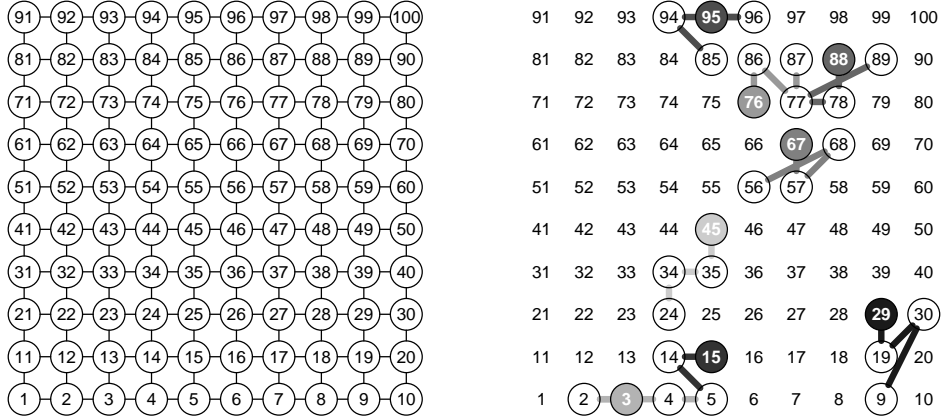 91 92 93 94 95 96 97 98 99 100 91 92 93 94 95 96 97 98 99 100
81 82 83 84 85 86 87 88 89 90 81 82 83 84 85 86 87 88 89 90
71 72 73 74 75 76 77 78 79 80 71 72 73 74 75 76 77 78 79 80
61 62 63 64 65 66 67 68 69 70 61 62 63 64 65 66 67 68 69 70
51 52 53 54 55 56 57 58 59 60 51 52 53 54 55 56 57 58 59 60
41 42 43 44 45 46 47 48 49 50 41 42 43 44 45 46 47 48 49 50
31 32 33 34 35 36 37 38 39 40 31 32 33 34 35 36 37 38 39 40
21 22 23 24 25 26 27 28 29 30 21 22 23 24 25 26 27 28 29 30
11 12 13 14 15 16 17 18 19 20 11 12 13 14 15 16 17 18 19 20
1 2 3 4 5 6 7 8 9 10 1 2 3 4 5 6 7 8 9 10